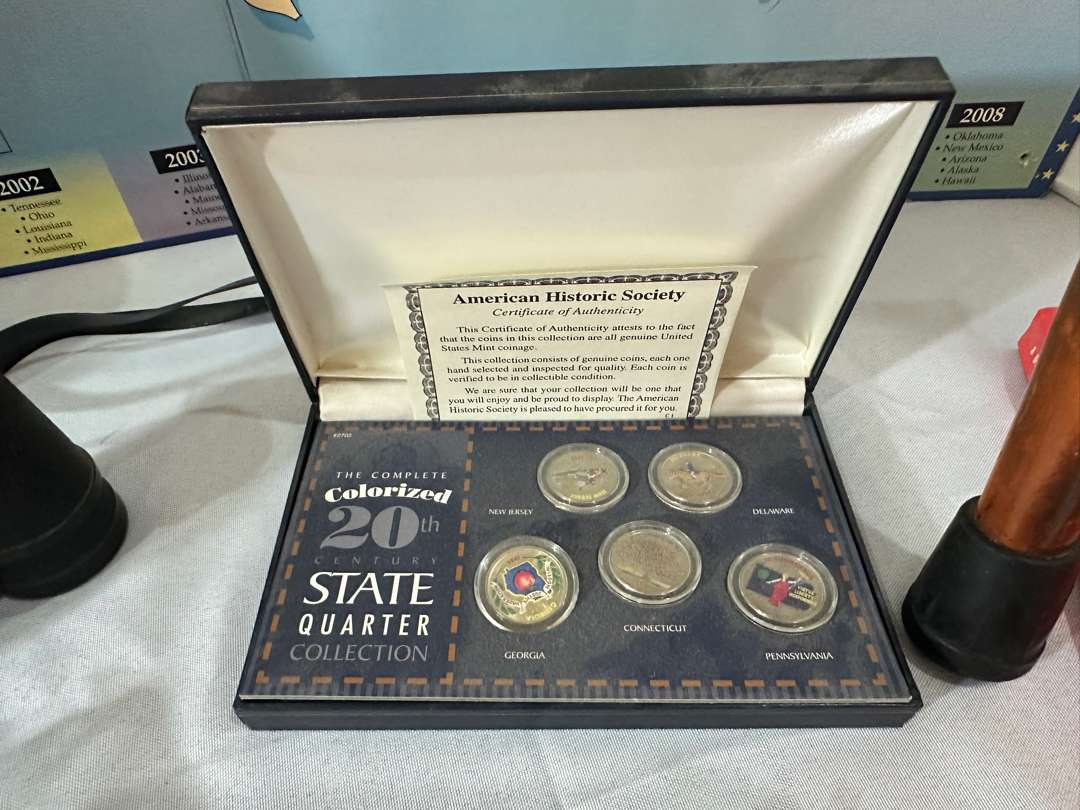 2002
• Tennessee
• Ohio
• Louisiana
• Indiana
• Mississippi
2003
• Illinois
• Maine
2008
• Oklahoma
• New Mexico
• Arizona
• Alaska
• Hawaii
American Historic Society
Certificate of Authenticity
This Certificate of Authenticity attests to the fact
that the coins in this collection are all genuine United
States Mint coinage.
This collection consists of genuine coins, each one
hand selected and inspected for quality. Each coin is
verified to be in collectible condition.
We are sure that your collection will be one that
you will enjoy and be proud to display. The American
Historic Society is pleased to have procured it for you.
THE COMPLETE
Colorized
20th
CENTURY
STATE
QUARTER
COLLECTION
NEW JERSEY
DELAWARE
GEORGIA
CONNECTICUT
PENNSYLVANIA